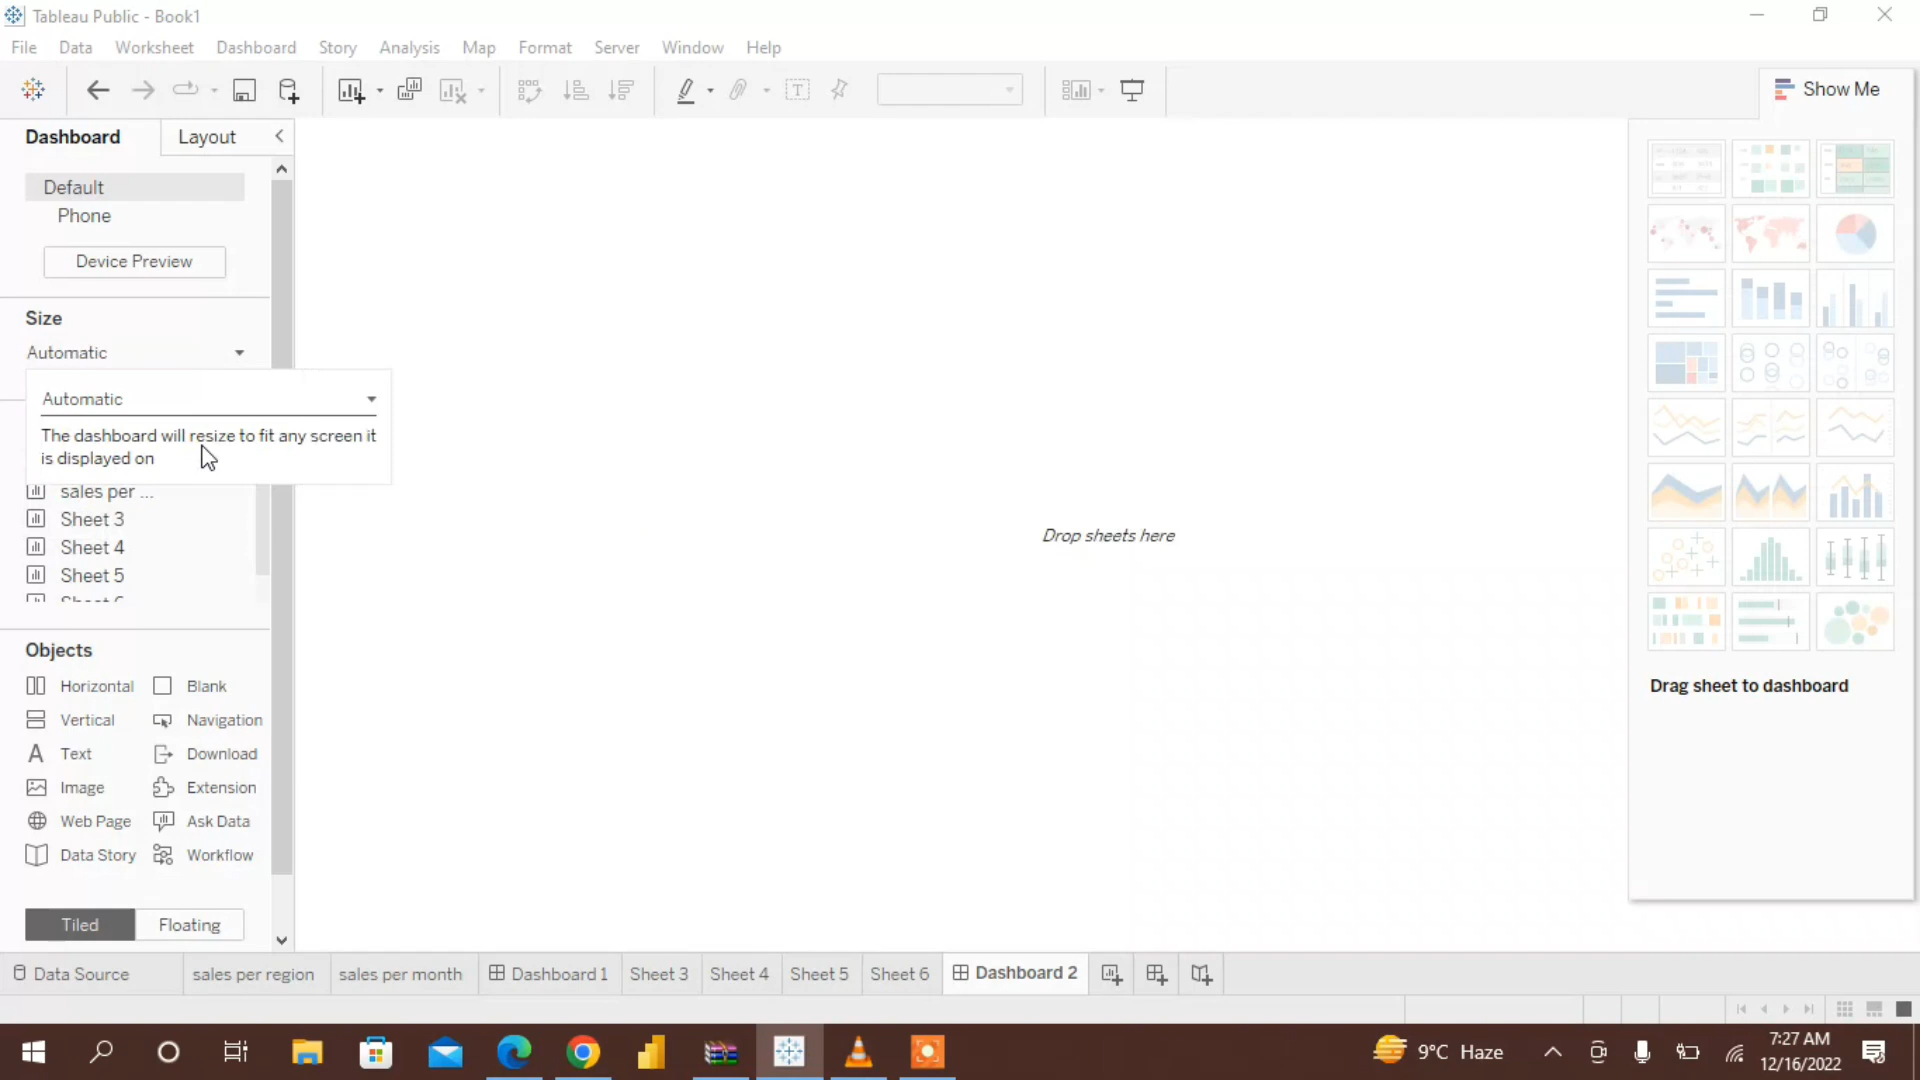 Tableau Public - Book1
File Data Worksheet Dashboard Story Analysis Map Format Server Window Help
Show Me
Dashboard Layout
Default
Phone
Device Preview
Size
Automatic
Automatic
The dashboard will resize to fit any screen it
is displayed on
sales per ...
Sheet 3
Sheet 4
Sheet 5
Drop sheets here
Objects
Horizontal Blank
Vertical Navigation
Text Download
Image Extension
Web Page Ask Data
Data Story Workflow
Drag sheet to dashboard
Tiled Floating
Data Source sales per region sales per month Dashboard 1 Sheet 3 Sheet 4 Sheet 5 Sheet 6 Dashboard 2
9°C Haze
7:27 AM
12/16/2022